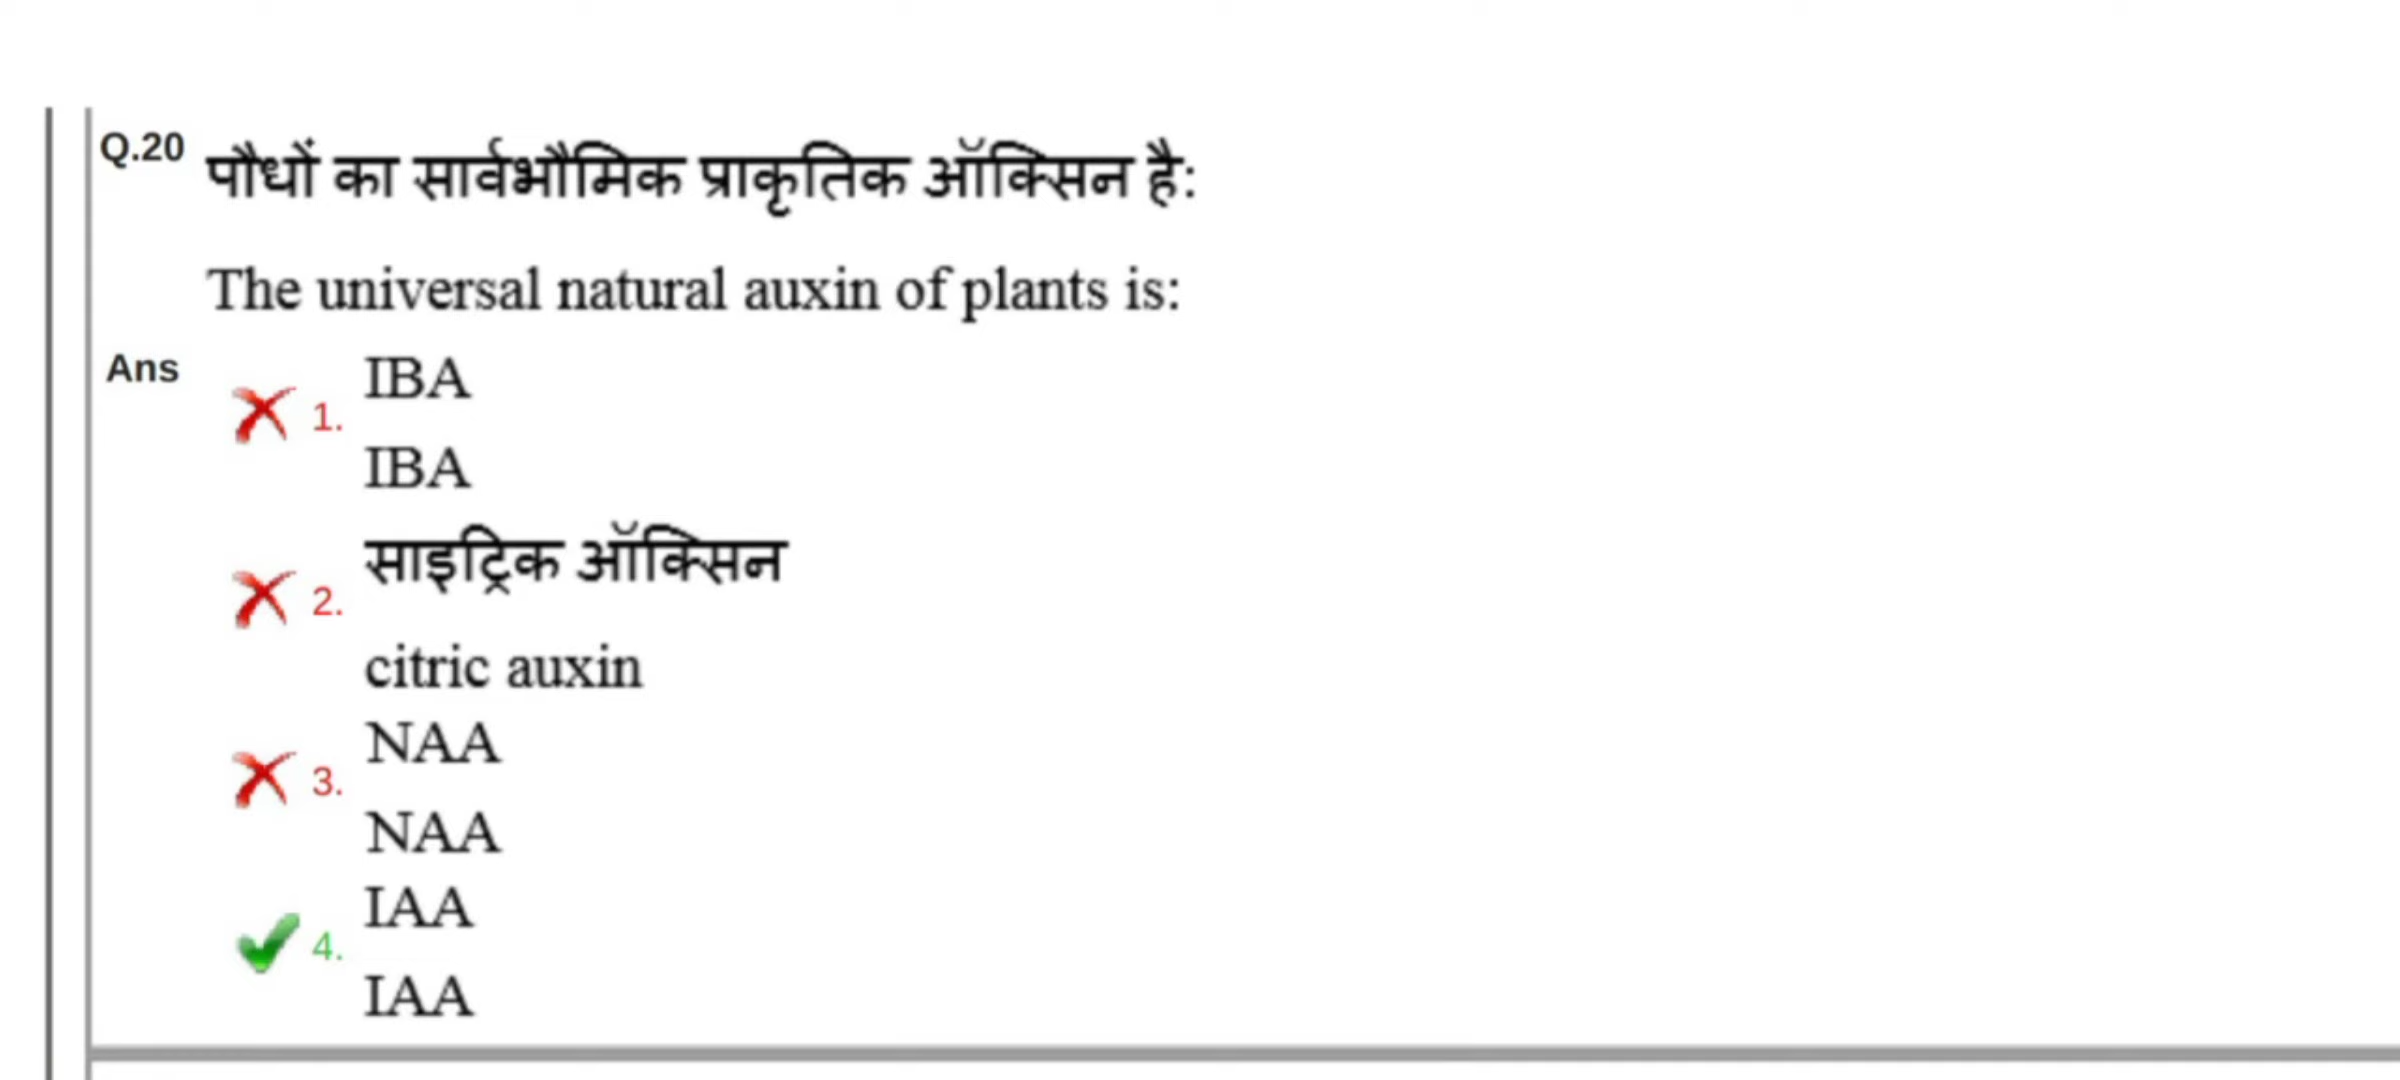 Q.20 पौधों का सार्वभौमिक प्राकृतिक ऑक्सिन है:
The universal natural auxin of plants is:
Ans
1. IBA
IBA
2. साइट्रिक ऑक्सिन
citric auxin
3. NAA
NAA
4. IAA
IAA